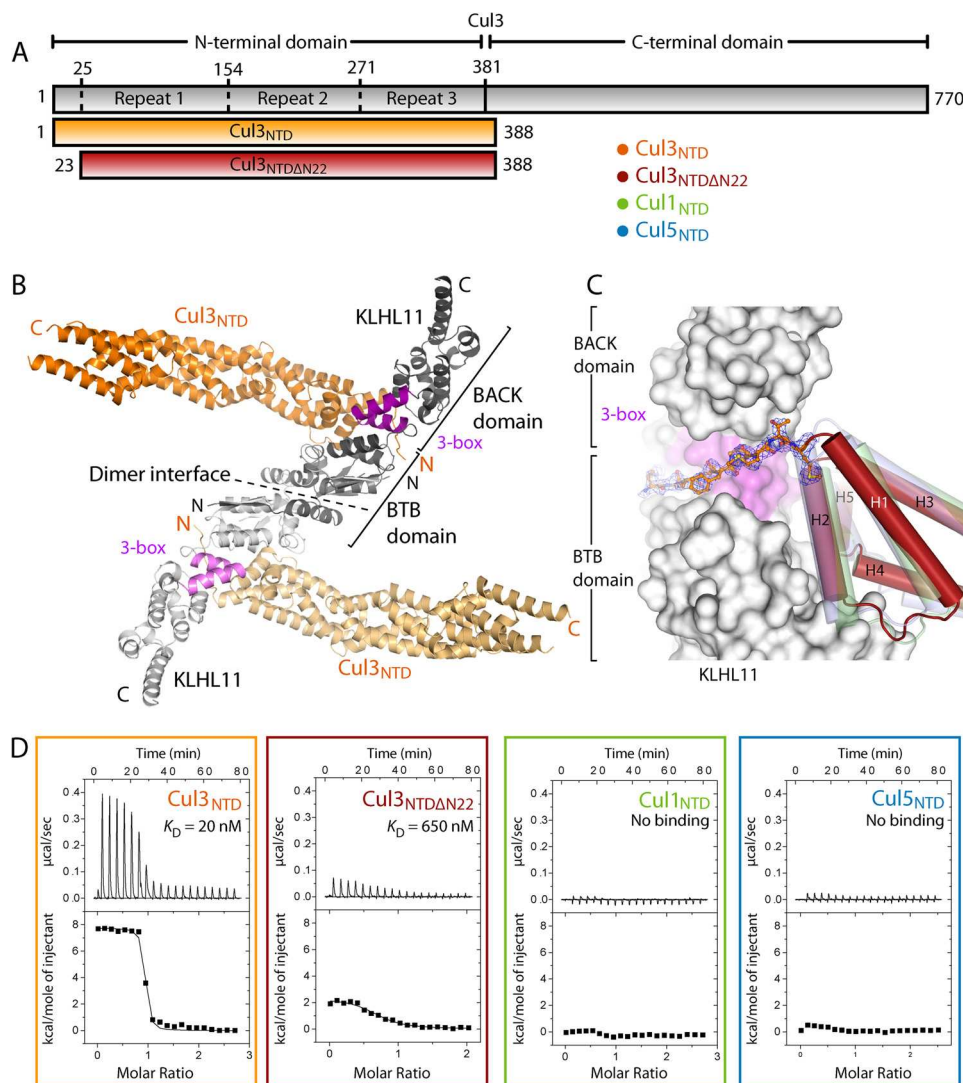 Cul3
A
N-terminal domain
C-terminal domain
25
154
271
381
1
Repeat 1
Repeat 2
Repeat 3
770
1
Cul3NTD
388
23
Cul3NTDΔN22
388
Cul3NTD
Cul3NTDΔN22
Cul1NTD
Cul5NTD
B
C
Cul3NTD
KLHL11
C
BACK
domain
3-box
N
N
Dimer interface
BTB
domain
N
N
3-box
C
Cul3NTD
KLHL11
C
C
BACK
domain
3-box
BTB
domain
H5
H1
H3
H2
H4
KLHL11
D
Time (min)
0 20 40 60 80
Cul3NTD
KD = 20 nM
µcal/sec
0.4
0.3
0.2
0.1
0.0
kcal/mole of injectant
8
6
4
2
0
0 1 2 3
Molar Ratio
Time (min)
0 20 40 60 80
Cul3NTDΔN22
KD = 650 nM
µcal/sec
0.4
0.3
0.2
0.1
0.0
kcal/mole of injectant
8
6
4
2
0
0 1 2
Molar Ratio
Time (min)
0 20 40 60 80
Cul1NTD
No binding
µcal/sec
0.4
0.3
0.2
0.1
0.0
kcal/mole of injectant
8
6
4
2
0
0 1 2 3
Molar Ratio
Time (min)
0 20 40 60 80
Cul5NTD
No binding
µcal/sec
0.4
0.3
0.2
0.1
0.0
kcal/mole of injectant
8
6
4
2
0
0 1 2 3
Molar Ratio